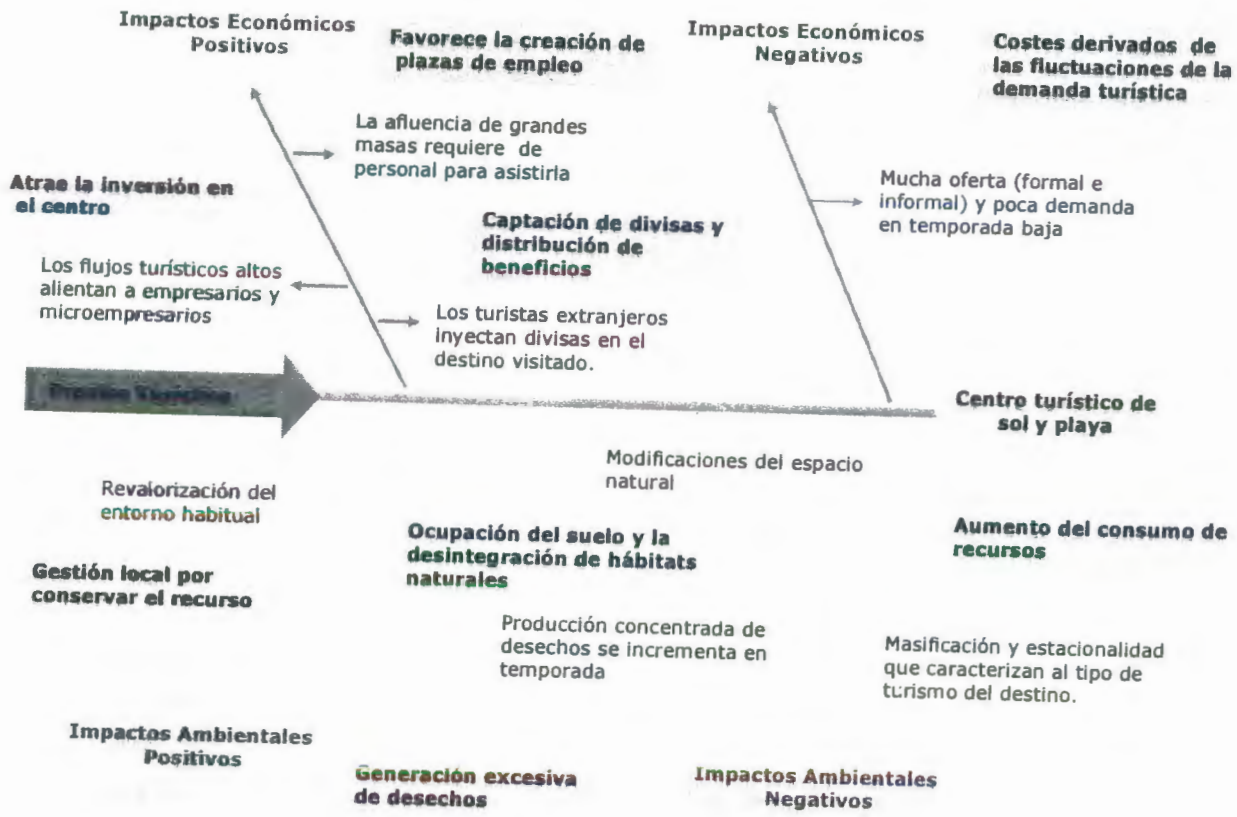 Impactos Económicos
Positivos
Favorece la creación de
plazas de empleo
Impactos Económicos
Negativos
Costes derivados de
las fluctuaciones de la
demanda turística
La afluencia de grandes
masas requiere de
personal para asistirla
Atrae la inversión en
el centro
Mucha oferta (formal e
informal) y poca demanda
en temporada baja
Captación de divisas y
distribución de
beneficios
Los flujos turísticos altos
alientan a empresarios y
microempresarios
Los turistas extranjeros
inyectan divisas en el
destino visitado.
Centro turístico de
sol y playa
Modificaciones del espacio
natural
Revalorización del
entorno habitual
Ocupación del suelo y la
desintegración de hábitats
naturales
Aumento del consumo de
recursos
Gestión local por
conservar el recurso
Producción concentrada de
desechos se incrementa en
temporada
Masificación y estacionalidad
que caracterizan al tipo de
turismo del destino.
Impactos Ambientales
Positivos
Generación excesiva
de desechos
Impactos Ambientales
Negativos